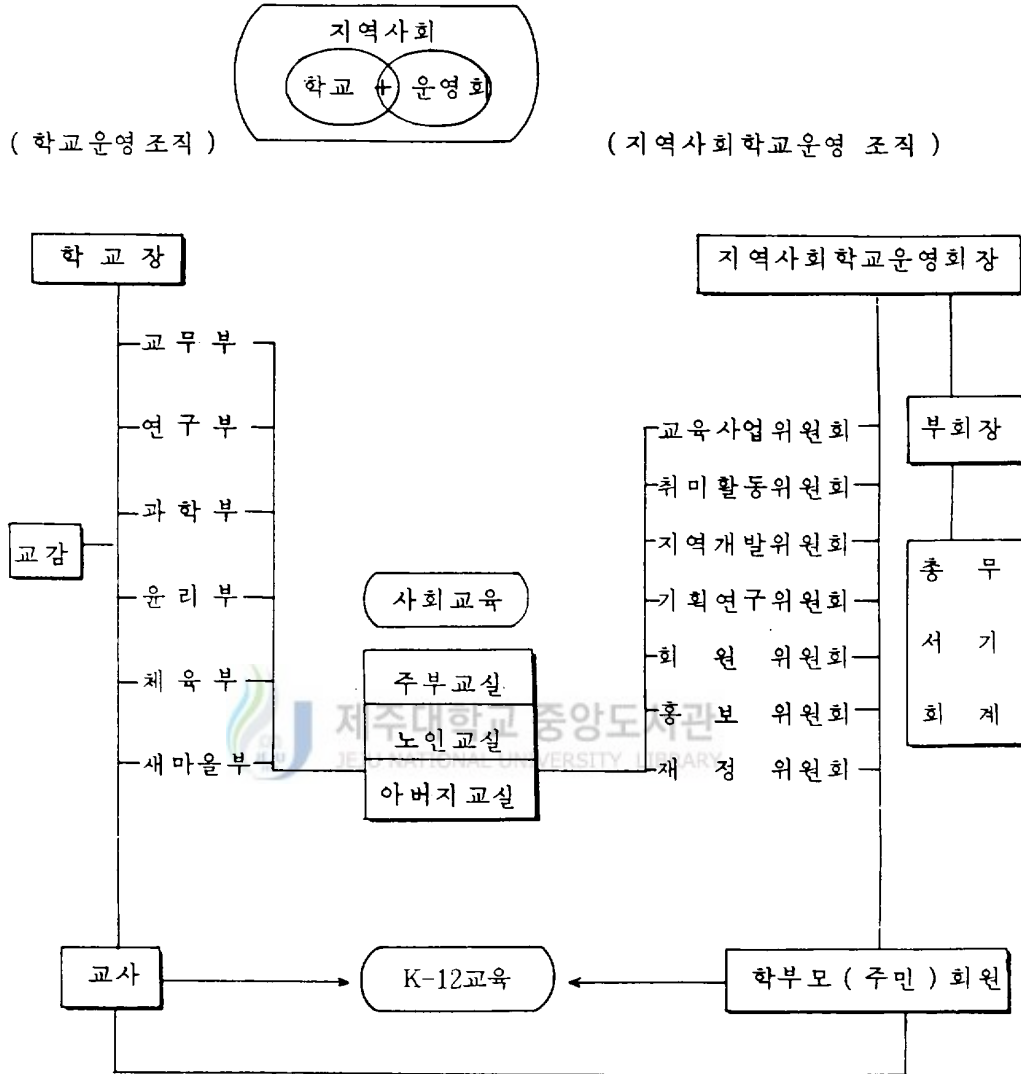 지역사회
학교 + 운영회
( 학교운영 조직 )
( 지역사회학교운영 조직 )
학 교 장
교 무 부
연 구 부
과 학 부
교감
윤 리 부
체 육 부
새마을부
사회교육
주부교실
노인교실
아버지교실
지역사회학교운영회장
부회장
총 무
서 기
회 계
교육사업위원회
취미활동위원회
지역개발위원회
기획연구위원회
회 원 위원회
홍 보 위원회
재 정 위원회
제주대학교 중앙도서관
JEJU NATIONAL UNIVERSITY LIBRARY
교사
K-12교육
학부모 ( 주민 ) 회원